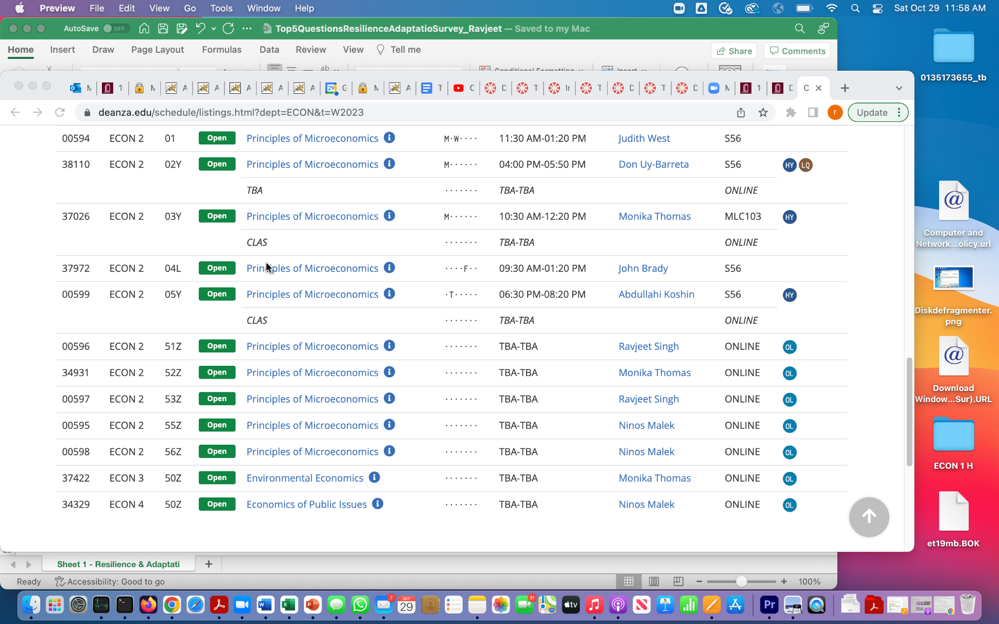 Preview File Edit View Go Tools Window Help Sat Oct 29 11:58 AM
AutoSave OFF Top5QuestionsResilienceAdaptatioSurvey_Ravjeet — Saved to my Mac
Home Insert Draw Page Layout Formulas Data Review View Tell me Share Comments
deanza.edu/schedule/listings.html?dept=ECON&t=W2023 r Update
00594 ECON 2 01 Open Principles of Microeconomics M·W···· 11:30 AM-01:20 PM Judith West S56
38110 ECON 2 02Y Open Principles of Microeconomics M······ 04:00 PM-05:50 PM Don Uy-Barreta S56 HY LQ
TBA ······· TBA-TBA ONLINE
37026 ECON 2 03Y Open Principles of Microeconomics M······ 10:30 AM-12:20 PM Monika Thomas MLC103 HY
CLAS ······· TBA-TBA ONLINE
37972 ECON 2 04L Open Principles of Microeconomics ····F·· 09:30 AM-01:20 PM John Brady S56
00599 ECON 2 05Y Open Principles of Microeconomics ·T····· 06:30 PM-08:20 PM Abdullahi Koshin S56 HY
CLAS ······· TBA-TBA ONLINE
00596 ECON 2 51Z Open Principles of Microeconomics ······· TBA-TBA Ravjeet Singh ONLINE OL
34931 ECON 2 52Z Open Principles of Microeconomics ······· TBA-TBA Monika Thomas ONLINE OL
00597 ECON 2 53Z Open Principles of Microeconomics ······· TBA-TBA Ravjeet Singh ONLINE OL
00595 ECON 2 55Z Open Principles of Microeconomics ······· TBA-TBA Ninos Malek ONLINE OL
00598 ECON 2 56Z Open Principles of Microeconomics ······· TBA-TBA Ninos Malek ONLINE OL
37422 ECON 3 50Z Open Environmental Economics ······· TBA-TBA Monika Thomas ONLINE OL
34329 ECON 4 50Z Open Economics of Public Issues ······· TBA-TBA Ninos Malek ONLINE OL
Sheet 1 - Resilience & Adaptati
Ready Accessibility: Good to go 100%
0135173655_tb
Computer and
Network...olicy.url
Diskdefragmenter.
png
Download
Window...Sur).URL
ECON 1 H
et19mb.BOK
7 OCT 29 31 tv Pr